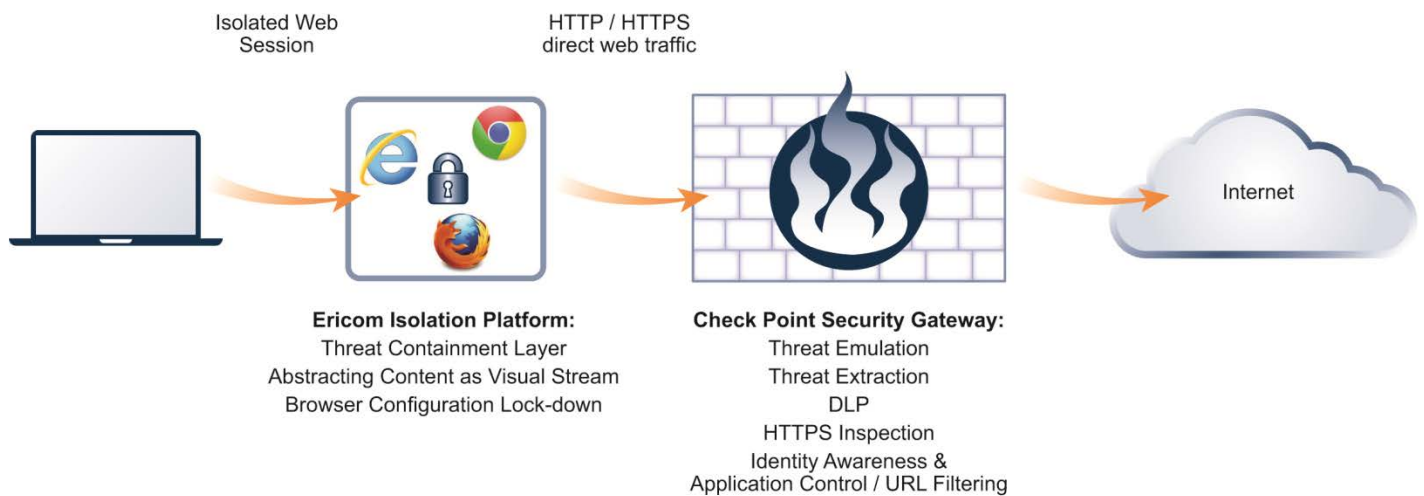 Isolated Web
Session
HTTP / HTTPS
direct web traffic
Internet
Ericom Isolation Platform:
Threat Containment Layer
Abstracting Content as Visual Stream
Browser Configuration Lock-down
Check Point Security Gateway:
Threat Emulation
Threat Extraction
DLP
HTTPS Inspection
Identity Awareness &
Application Control / URL Filtering